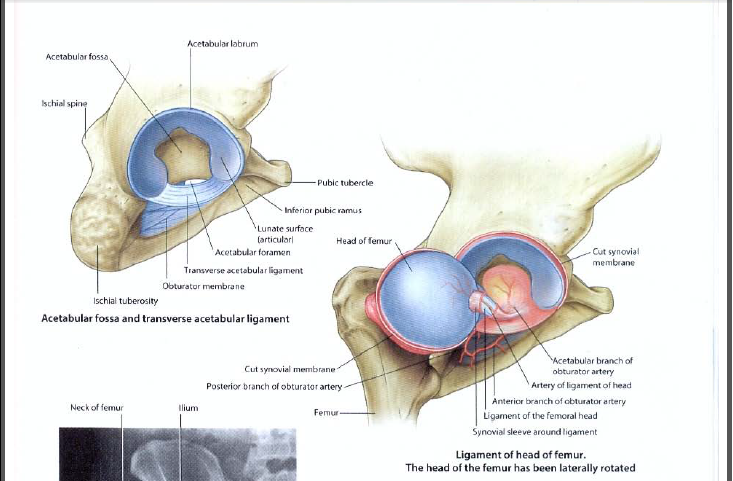 Acetabular labrum
Acetabular fossa
Ischial spine
Pubic tubercle
Inferior pubic ramus
Lunate surface
(articular)
Acetabular foramen
Transverse acetabular ligament
Obturator membrane
Ischial tuberosity
Acetabular fossa and transverse acetabular ligament
Head of femur
Cut synovial
membrane
Cut synovial membrane
Posterior branch of obturator artery
Femur
Acetabular branch of
obturator artery
Artery of ligament of head
Anterior branch of obturator artery
Ligament of the femoral head
Synovial sleeve around ligament
Ligament of head of femur.
The head of the femur has been laterally rotated
Neck of femur
Ilium